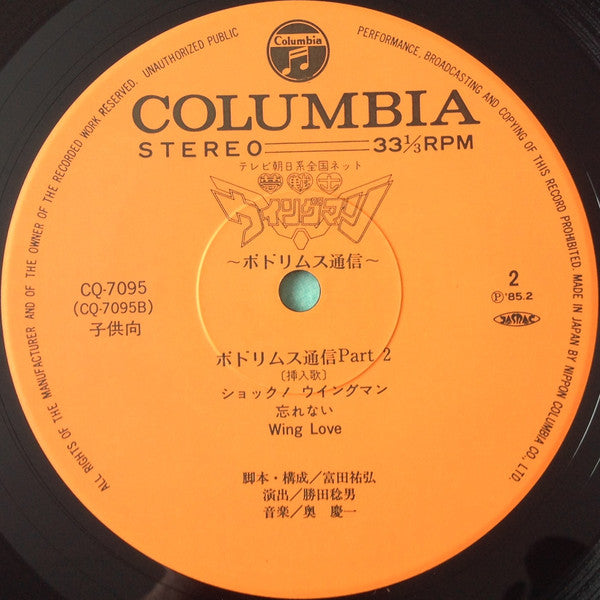 ALL RIGHTS OF THE MANUFACTURER AND OF THE OWNER OF THE RECORDED WORK RESERVED. UNAUTHORIZED PUBLIC PERFORMANCE, BROADCASTING AND COPYING OF THIS RECORD PROHIBITED. MADE IN JAPAN BY NIPPON COLUMBIA CO., LTD.
Columbia
COLUMBIA
STEREO 33⅓RPM
テレビ朝日系全国ネット
夢戦士
ウイングマン
～ポドリムス通信～
CQ-7095
(CQ-7095B)
子供向
2
Ⓟ'85.2
JASRAC
ポドリムス通信Part 2
〔挿入歌〕
ショック! ウイングマン
忘れない
Wing Love
脚本・構成/富田祐弘
演出/勝田稔男
音楽/奥 慶一